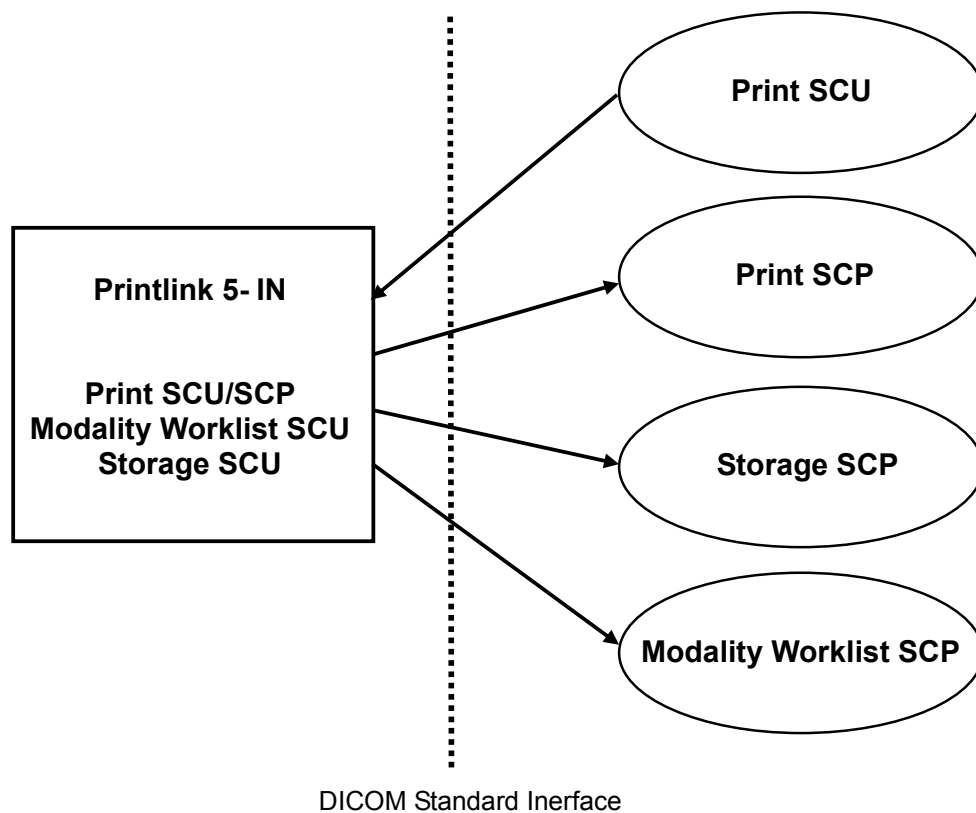 Printlink 5- IN
Print SCU/SCP
Modality Worklist SCU
Storage SCU
Print SCU
Print SCP
Storage SCP
Modality Worklist SCP
DICOM Standard Inerface